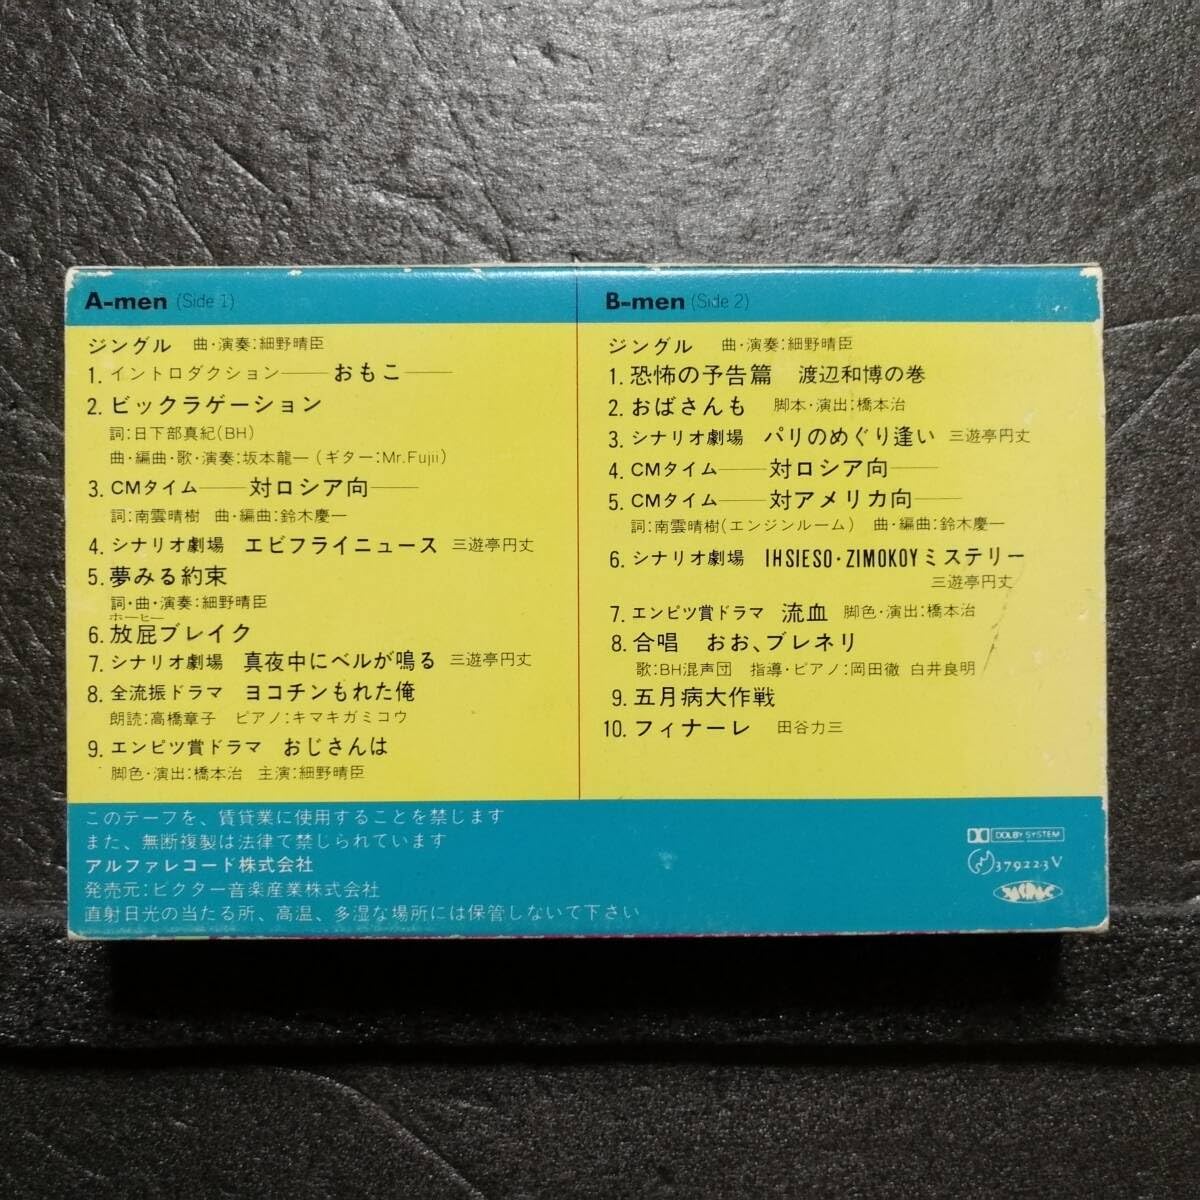 A-men (Side 1)
ジングル 曲・演奏:細野晴臣
1. イントロダクション――おもこ――
2. ビックラゲーション
詞:日下部真紀(BH)
曲・編曲・歌・演奏:坂本龍一(ギター:Mr.Fujii)
3. CMタイム――対ロシア向――
詞:南雲晴樹 曲・編曲:鈴木慶一
4. シナリオ劇場 エビフライニュース 三遊亭円丈
5. 夢みる約束
詞・曲・演奏:細野晴臣
ホーヒー
6. 放屁ブレイク
7. シナリオ劇場 真夜中にベルが鳴る 三遊亭円丈
8. 全流振ドラマ ヨコチンもれた俺
朗読:高橋章子 ピアノ:キマキガミコウ
9. エンピツ賞ドラマ おじさんは
脚色・演出:橋本治 主演:細野晴臣
B-men (Side 2)
ジングル 曲・演奏:細野晴臣
1. 恐怖の予告篇 渡辺和博の巻
2. おばさんも 脚本・演出:橋本治
3. シナリオ劇場 パリのめぐり逢い 三遊亭円丈
4. CMタイム――対ロシア向――
5. CMタイム――対アメリカ向――
詞:南雲晴樹(エンジンルーム) 曲・編曲:鈴木慶一
6. シナリオ劇場 IHSIESO・ZIMOKOYミステリー
三遊亭円丈
7. エンピツ賞ドラマ 流血 脚色・演出:橋本治
8. 合唱 おお、ブレネリ
歌:BH混声団 指導・ピアノ:岡田徹 白井良明
9. 五月病大作戦
10. フィナーレ 田谷力三
このテープを、賃貸業に使用することを禁じます
また、無断複製は法律で禁じられています
アルファレコード株式会社
発売元:ビクター音楽産業株式会社
直射日光の当たる所、高温、多湿な場所には保管しないで下さい
DOLBY SYSTEM
379223V
JASRAC